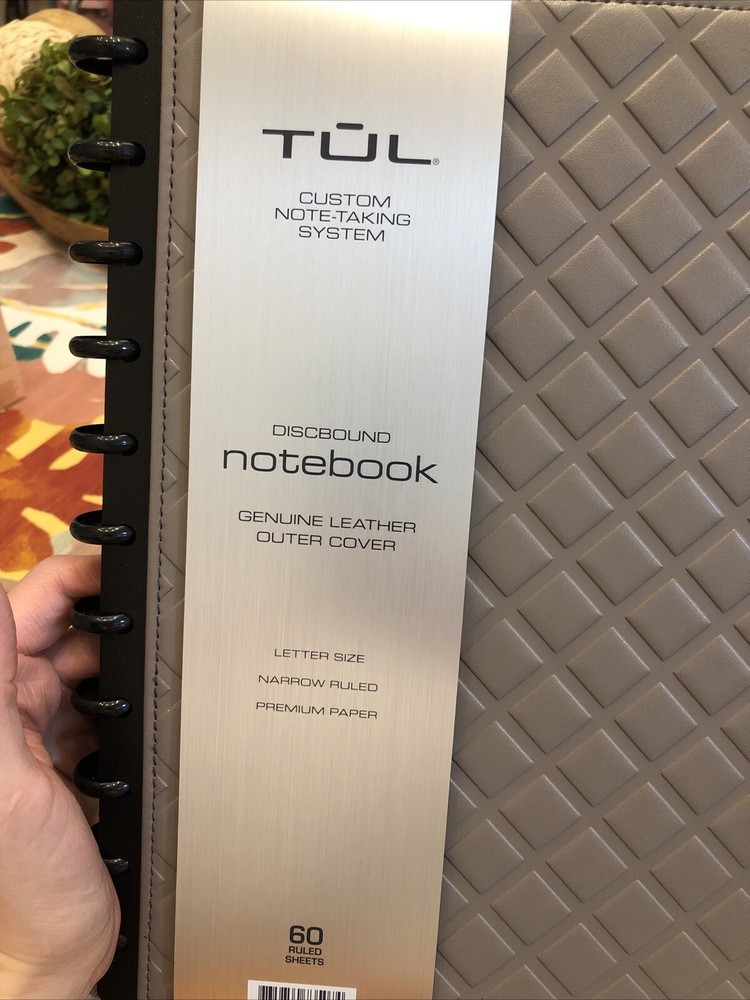 TŪL®
CUSTOM
NOTE-TAKING
SYSTEM
DISCBOUND
notebook
GENUINE LEATHER
OUTER COVER
LETTER SIZE
NARROW RULED
PREMIUM PAPER
60
RULED
SHEETS